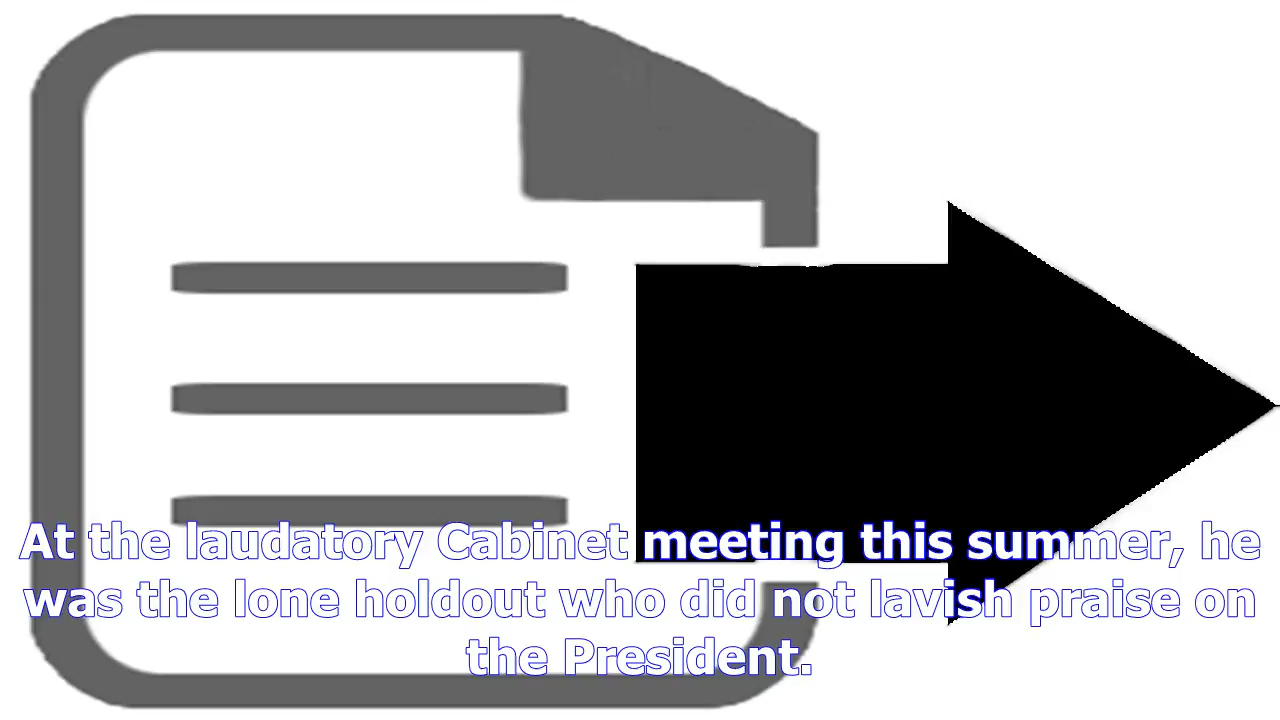 At the laudatory Cabinet meeting this summer, he
was the lone holdout who did not lavish praise on
the President.